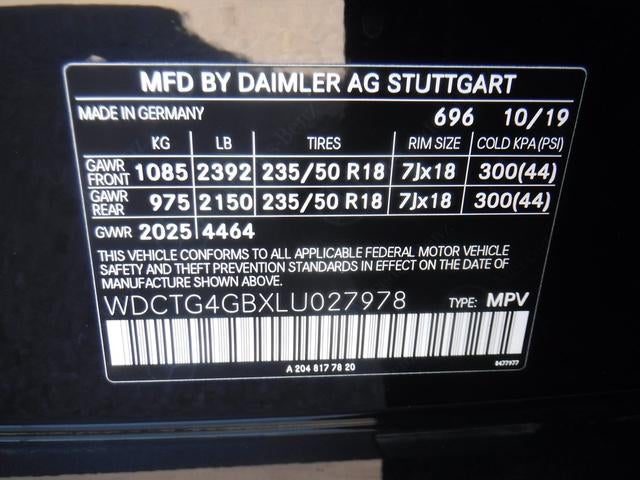 MFD BY DAIMLER AG STUTTGART
MADE IN GERMANY 696 10/19
KG LB TIRES RIM SIZE COLD KPA(PSI)
GAWR FRONT 1085 2392 235/50 R18 7Jx18 300(44)
GAWR REAR 975 2150 235/50 R18 7Jx18 300(44)
GVWR 2025 4464
THIS VEHICLE CONFORMS TO ALL APPLICABLE FEDERAL MOTOR VEHICLE
SAFETY AND THEFT PREVENTION STANDARDS IN EFFECT ON THE DATE OF
MANUFACTURE SHOWN ABOVE.
WDCTG4GBXLU027978 TYPE: MPV
A 204 817 78 20